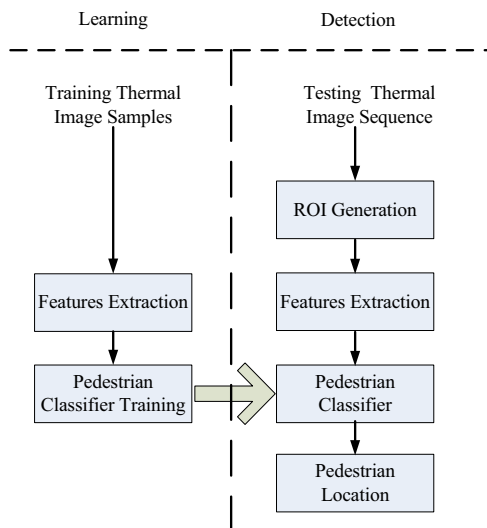 Learning
Detection
Training Thermal
Image Samples
Testing Thermal
Image Sequence
ROI Generation
Features Extraction
Features Extraction
Pedestrian
Classifier Training
Pedestrian
Classifier
Pedestrian
Location